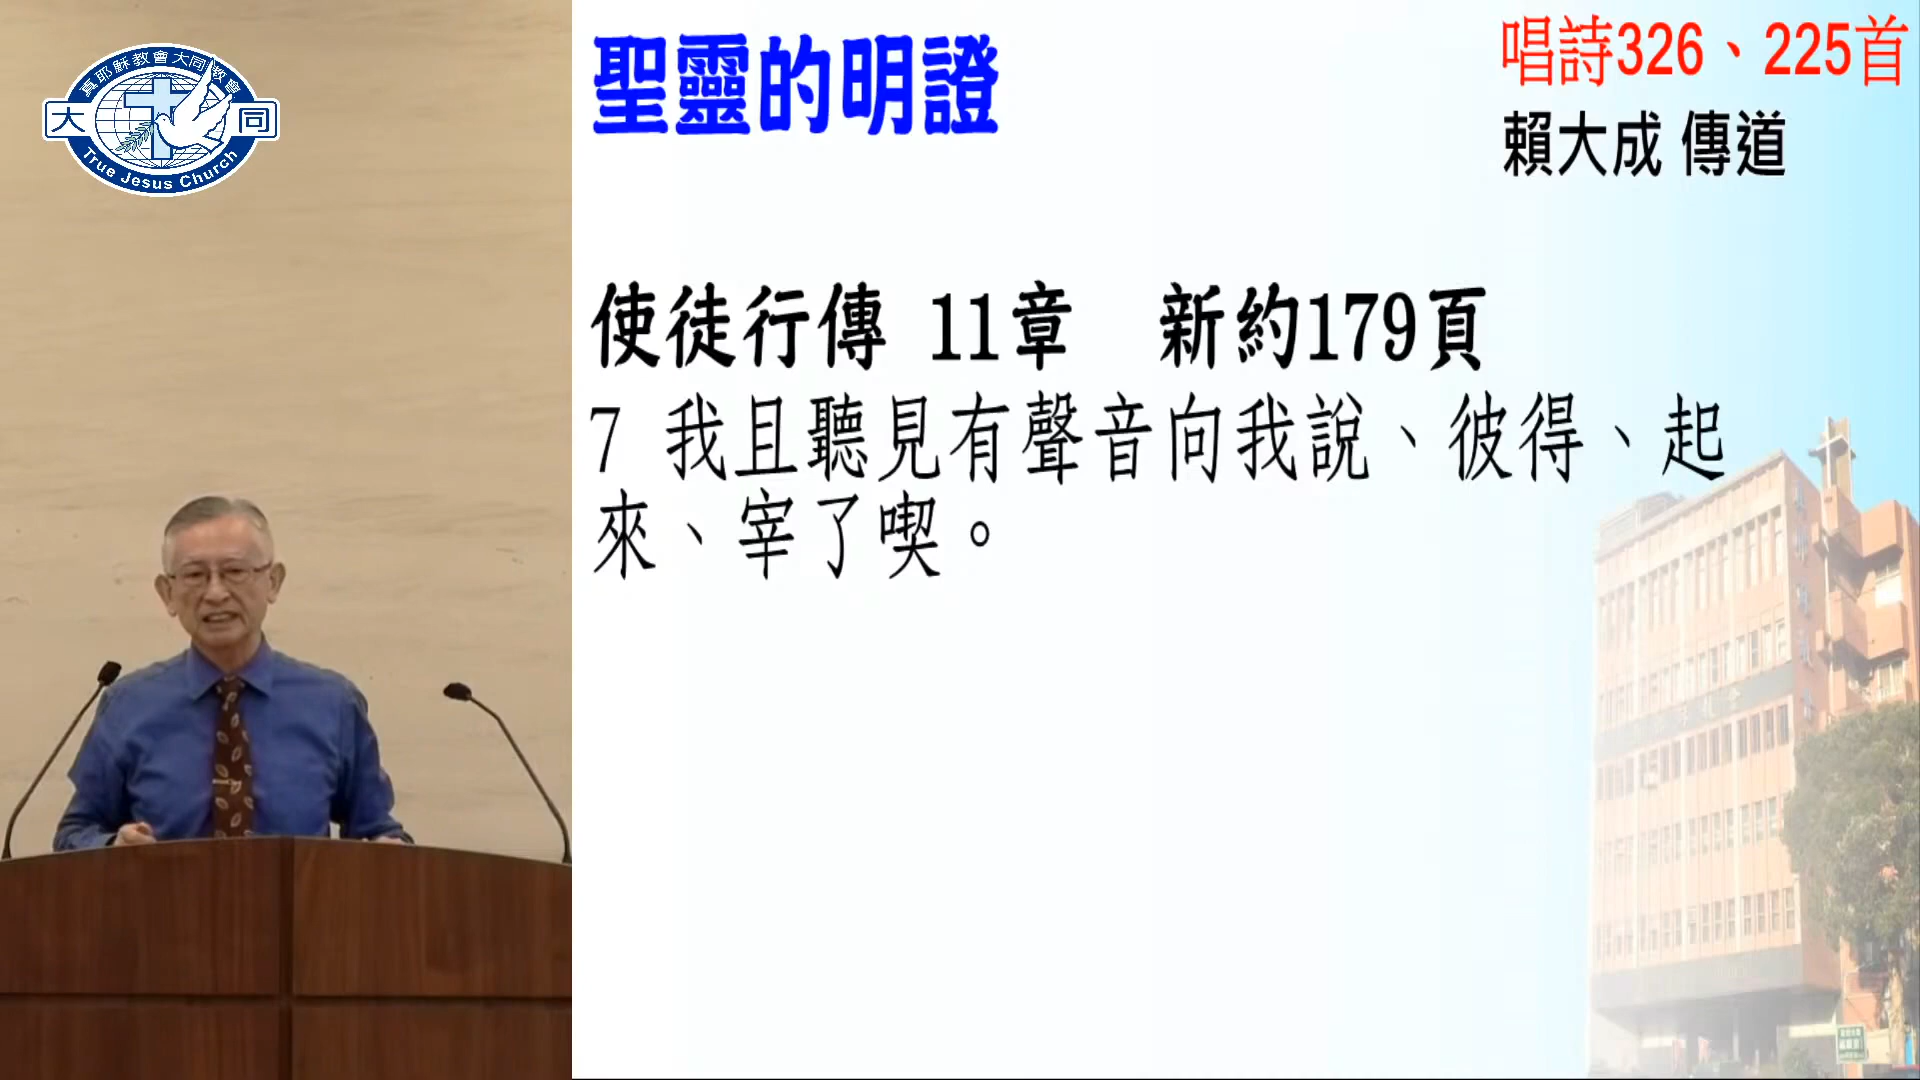 真耶穌教會大同教會
大 同
True Jesus Church
聖靈的明證
唱詩326、225首
賴大成 傳道
使徒行傳 11章 新約179頁
7 我且聽見有聲音向我說、彼得、起
來、宰了喫。